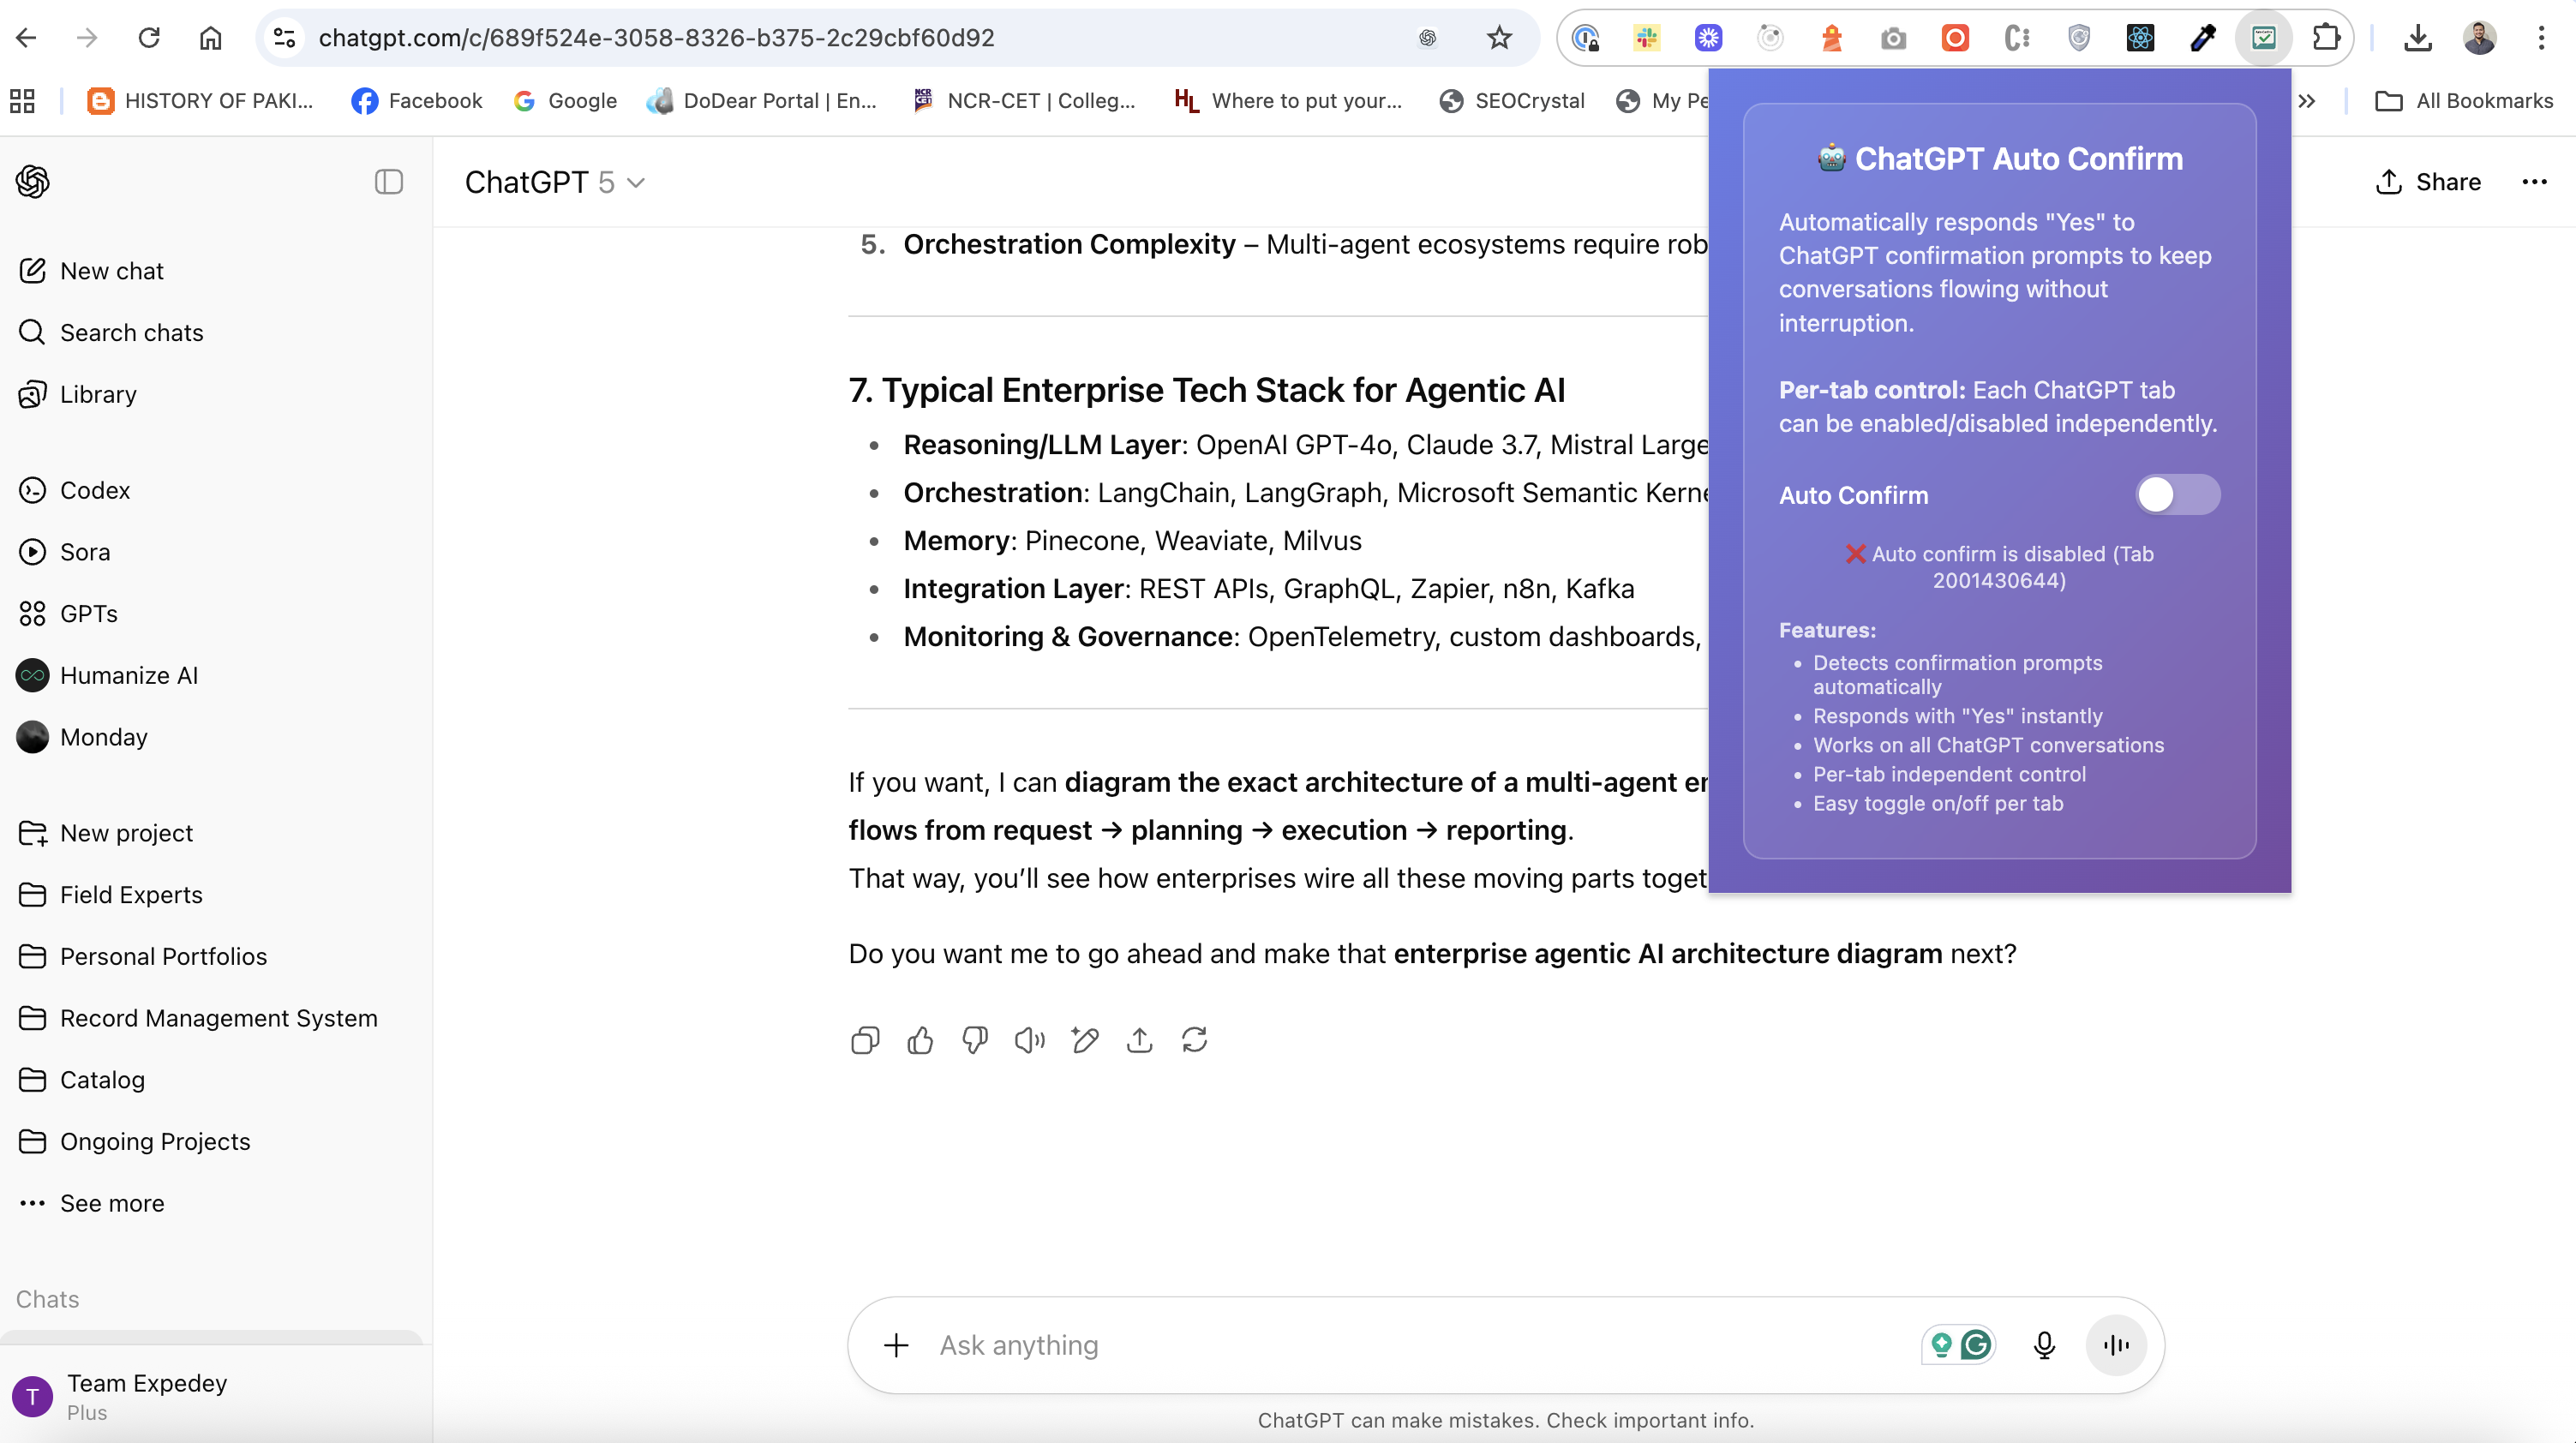 chatgpt.com/c/689f524e-3058-8326-b375-2c29cbf60d92
HISTORY OF PAKI...
Facebook
Google
DoDear Portal | En...
NCR-CET | Colleg...
Where to put your...
SEOCrystal
My Pe
All Bookmarks
New chat
Search chats
Library
Codex
Sora
GPTs
Humanize AI
Monday
New project
Field Experts
Personal Portfolios
Record Management System
Catalog
Ongoing Projects
See more
Chats
T
Team Expedey
Plus
ChatGPT 5
Share
5. Orchestration Complexity – Multi-agent ecosystems require rob
7. Typical Enterprise Tech Stack for Agentic AI
• Reasoning/LLM Layer: OpenAI GPT-4o, Claude 3.7, Mistral Large
• Orchestration: LangChain, LangGraph, Microsoft Semantic Kerne
• Memory: Pinecone, Weaviate, Milvus
• Integration Layer: REST APIs, GraphQL, Zapier, n8n, Kafka
• Monitoring & Governance: OpenTelemetry, custom dashboards,
If you want, I can diagram the exact architecture of a multi-agent en
flows from request → planning → execution → reporting.
That way, you’ll see how enterprises wire all these moving parts toget
Do you want me to go ahead and make that enterprise agentic AI architecture diagram next?
Ask anything
ChatGPT can make mistakes. Check important info.
🤖 ChatGPT Auto Confirm
Automatically responds "Yes" to
ChatGPT confirmation prompts to keep
conversations flowing without
interruption.
Per-tab control: Each ChatGPT tab
can be enabled/disabled independently.
Auto Confirm
❌ Auto confirm is disabled (Tab
2001430644)
Features:
• Detects confirmation prompts
automatically
• Responds with "Yes" instantly
• Works on all ChatGPT conversations
• Per-tab independent control
• Easy toggle on/off per tab